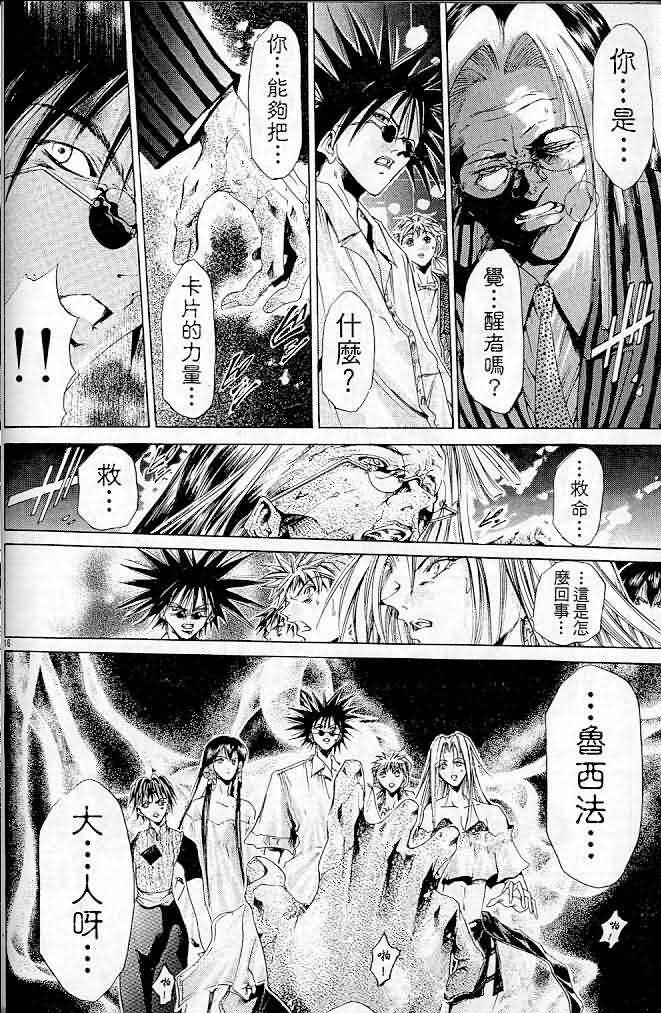 你…是…
覺…醒者嗎?
什麼?
你…能夠把…
卡片的力量…
!!
…救命…
救…
…這是怎
麼回事…
…魯西法…
大…人呀…
啪!
啪!
啪!
16